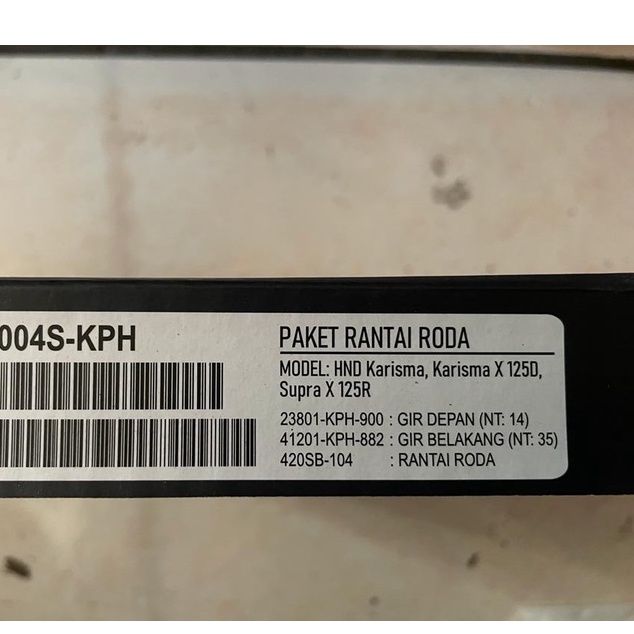 004S-KPH
PAKET RANTAI RODA
MODEL: HND Karisma, Karisma X 125D,
Supra X 125R
23801-KPH-900 : GIR DEPAN (NT: 14)
41201-KPH-882 : GIR BELAKANG (NT: 35)
420SB-104 : RANTAI RODA